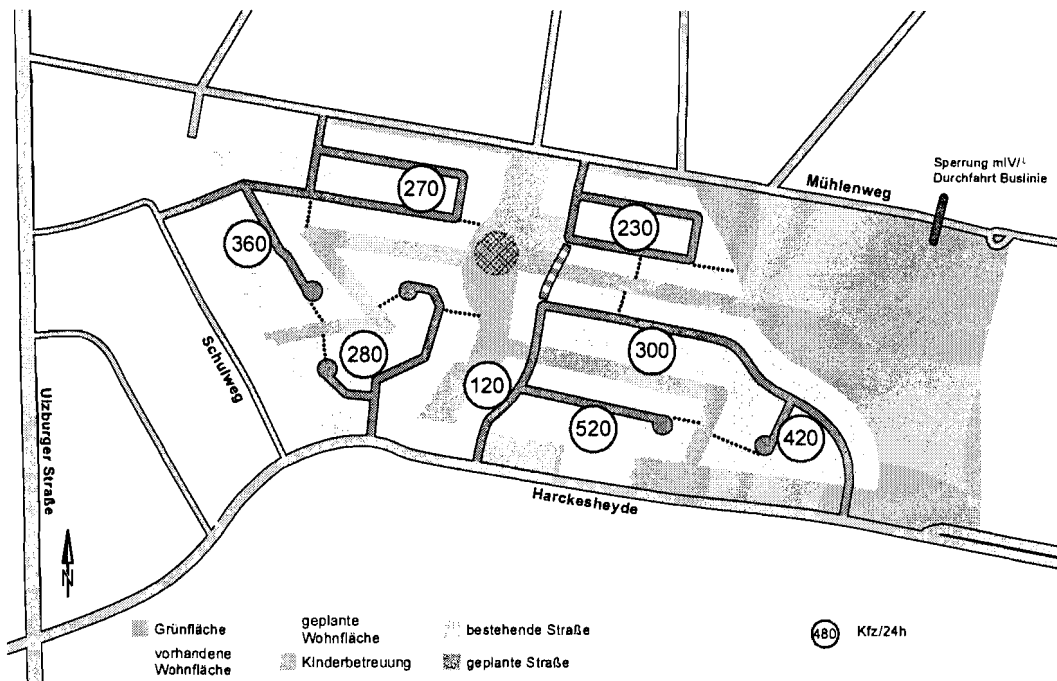 Sperrung mIV/
Durchfahrt Buslinie
Mühlenweg
270
230
360
280
300
120
520
420
Schulweg
Ulzburger Straße
Harckesheyde
N
Grünfläche
vorhandene
Wohnfläche
geplante
Wohnfläche
Kinderbetreuung
bestehende Straße
geplante Straße
480 Kfz/24h